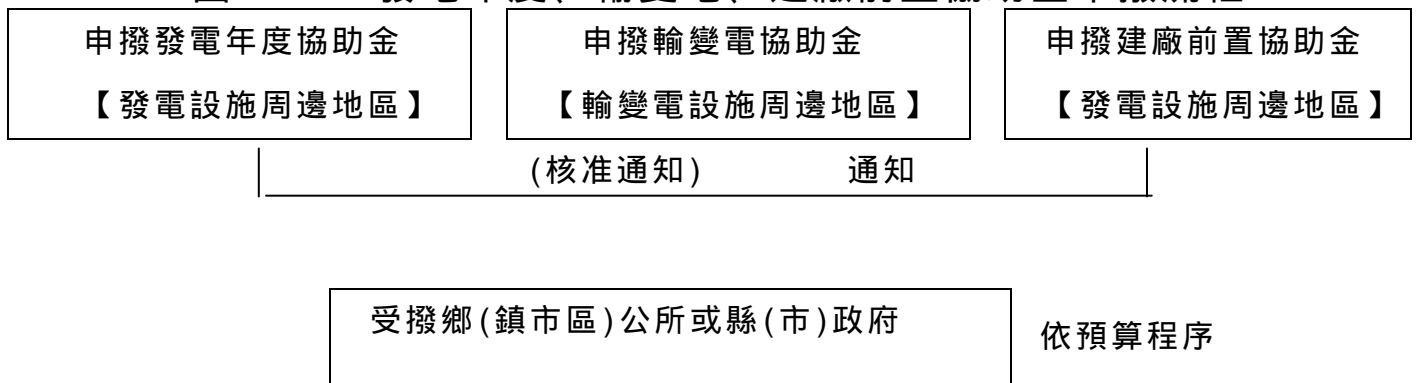 申撥發電年度協助金
【發電設施周邊地區】
申撥輸變電協助金
【輸變電設施周邊地區】
申撥建廠前置協助金
【發電設施周邊地區】
(核准通知) 通知
受撥鄉(鎮市區)公所或縣(市)政府
依預算程序